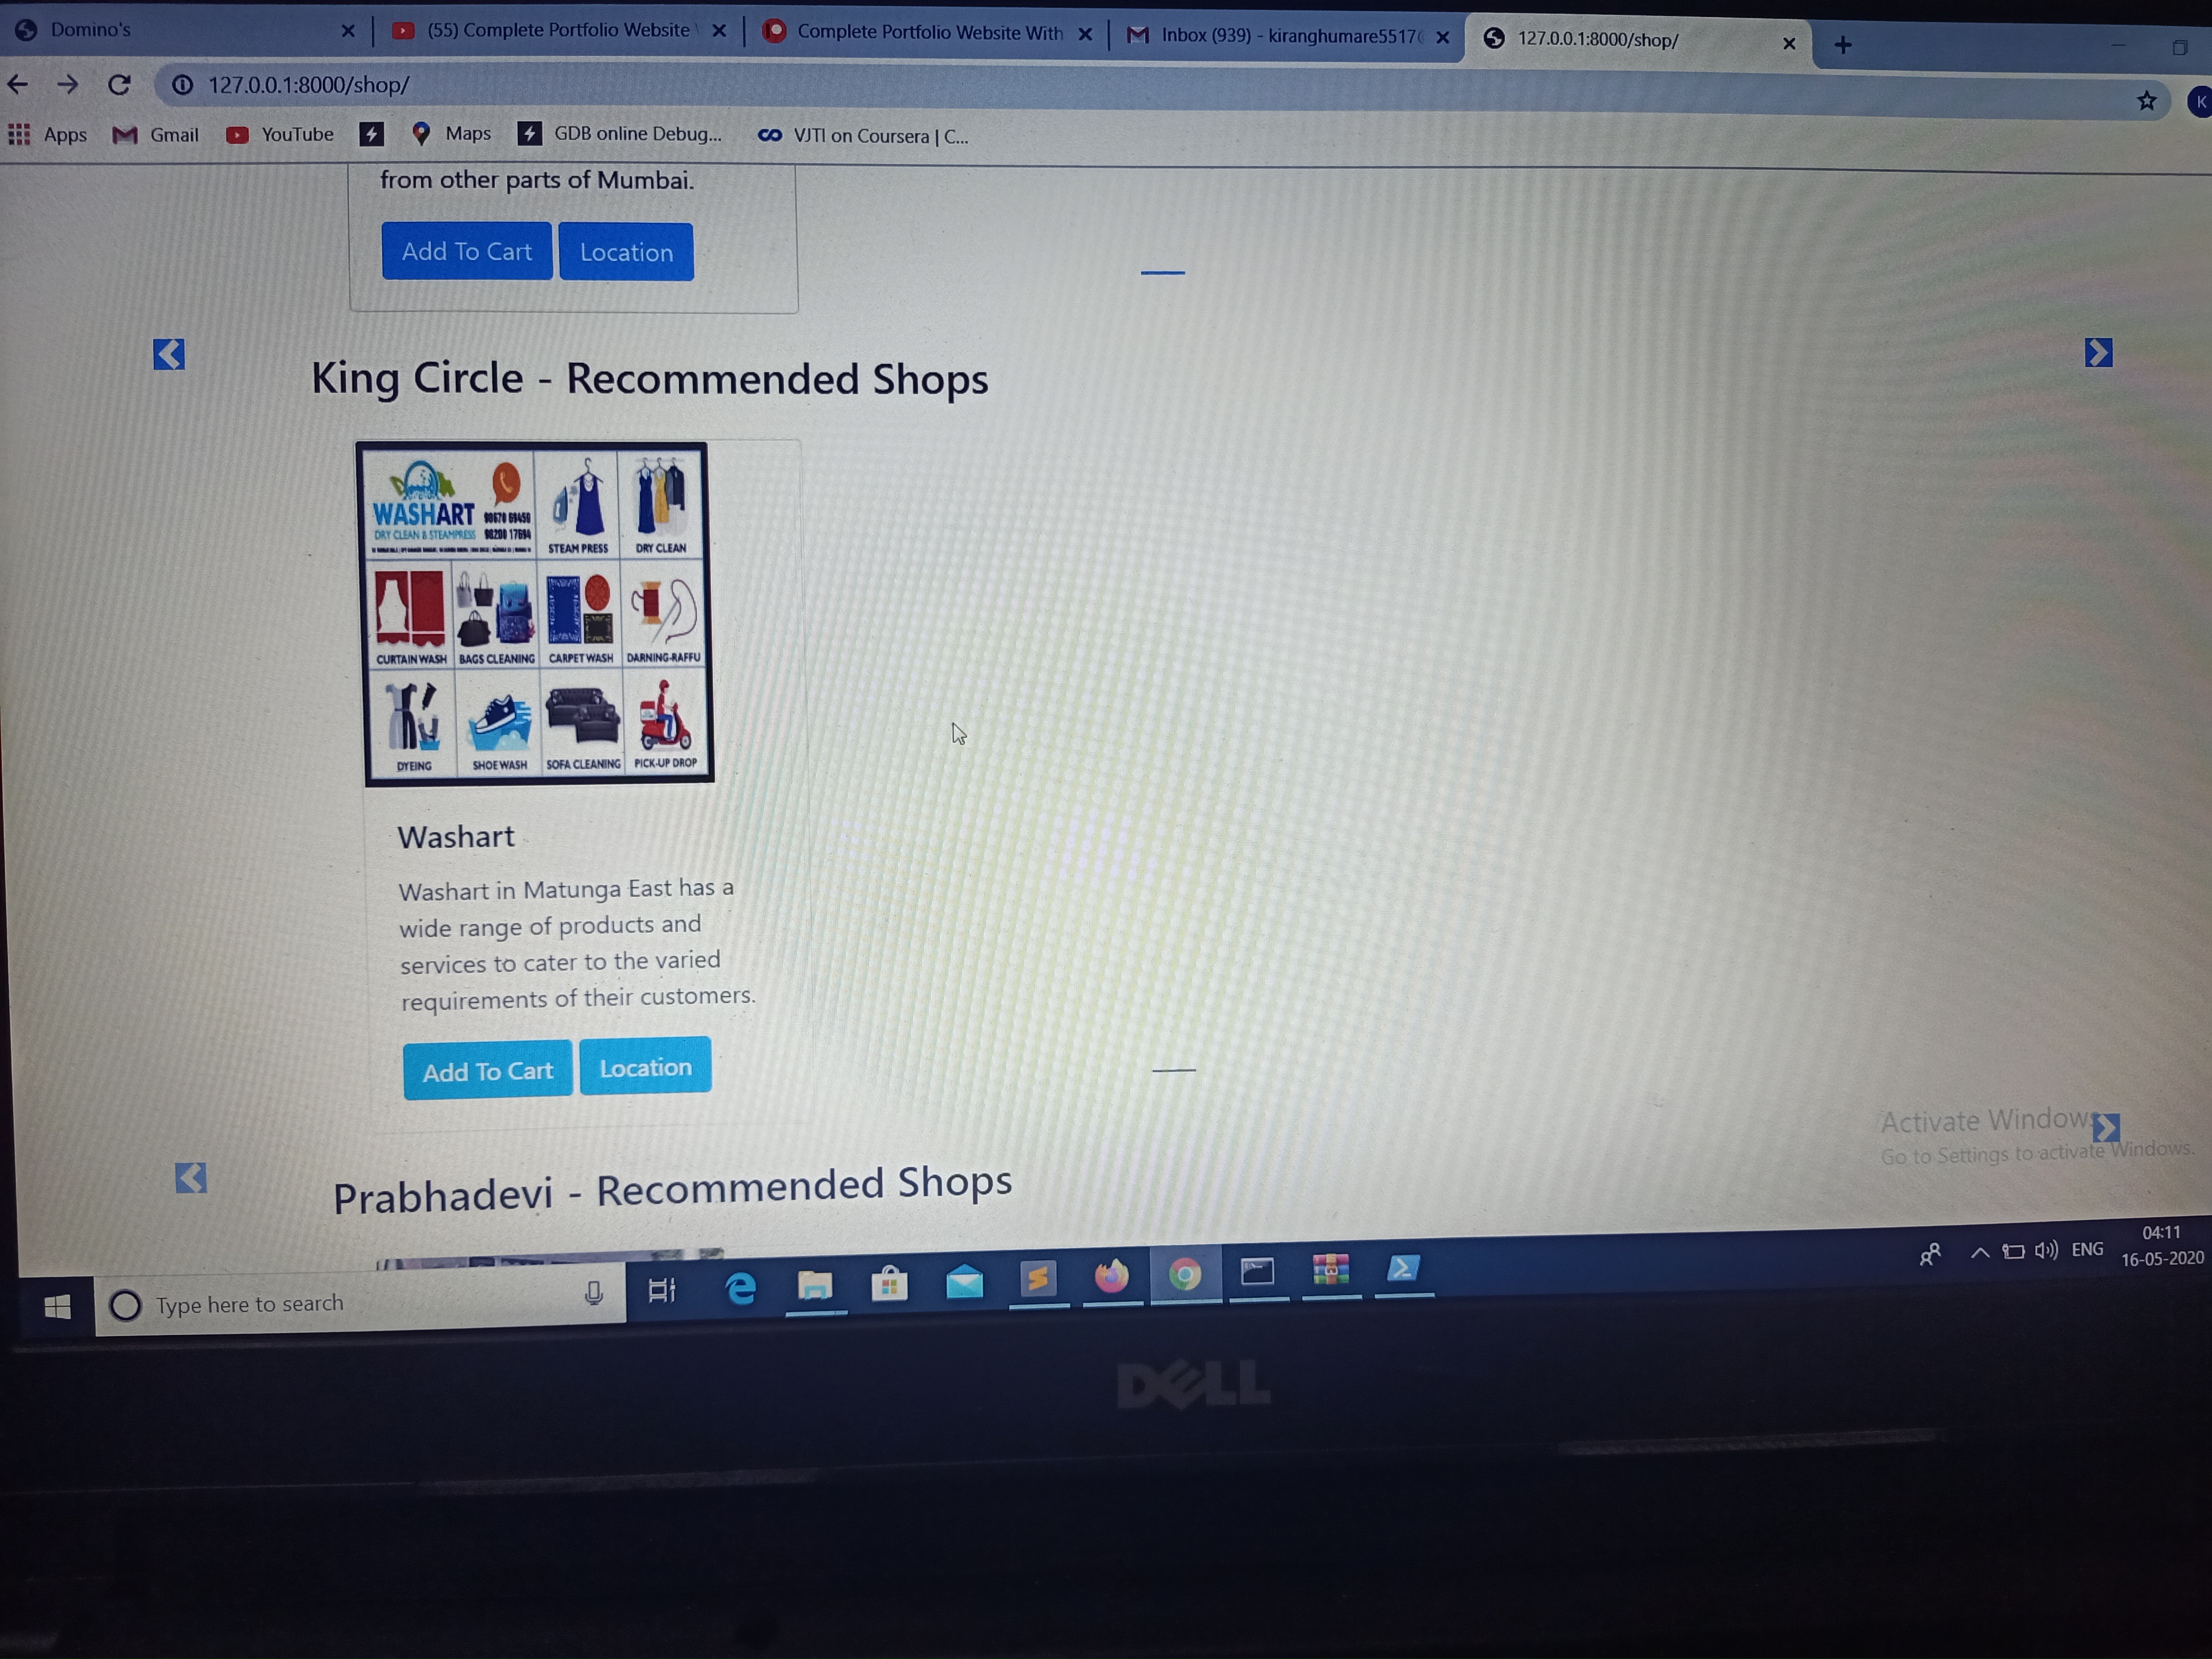 Domino's
(55) Complete Portfolio Website
Complete Portfolio Website With
Inbox (939) - kiranghumare5517
127.0.0.1:8000/shop/
127.0.0.1:8000/shop/
K
Apps
Gmail
YouTube
Maps
GDB online Debug...
VJTI on Coursera | C...
from other parts of Mumbai.
Add To Cart
Location
King Circle - Recommended Shops
WASHART
DRY CLEAN & STEAMPRESS
98200 17694
STEAM PRESS
DRY CLEAN
CURTAIN WASH
BAGS CLEANING
CARPET WASH
DARNING-RAFFU
DYEING
SHOE WASH
SOFA CLEANING
PICK-UP DROP
Washart
Washart in Matunga East has a
wide range of products and
services to cater to the varied
requirements of their customers.
Add To Cart
Location
Activate Windows
Go to Settings to activate Windows.
Prabhadevi - Recommended Shops
Type here to search
ENG
04:11
16-05-2020
DELL